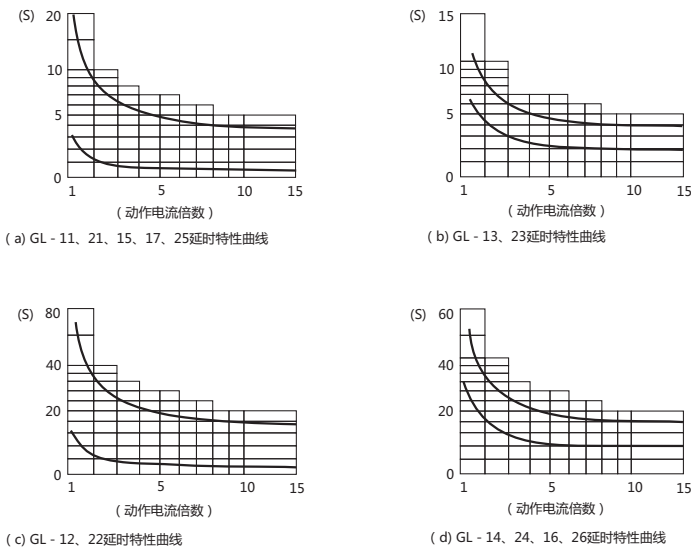 (S) 20
10
5
0
1 5 10 15
(动作电流倍数)
(a) GL - 11、21、15、17、25延时特性曲线
(S) 15
10
5
0
1 5 10 15
(动作电流倍数)
(b) GL - 13、23延时特性曲线
(S) 80
40
20
0
1 5 10 15
(动作电流倍数)
(c) GL - 12、22延时特性曲线
(S) 60
40
20
0
1 5 10 15
(动作电流倍数)
(d) GL - 14、24、16、26延时特性曲线